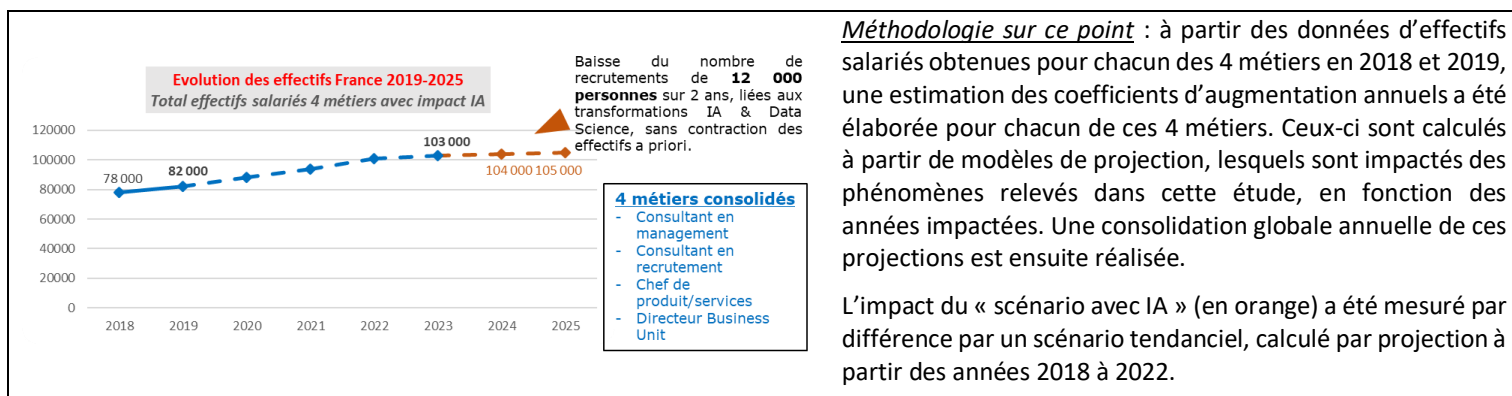 Evolution des effectifs France 2019-2025
Total effectifs salariés 4 métiers avec impact IA
Baisse du nombre de
recrutements de 12 000
personnes sur 2 ans, liées aux
transformations IA & Data
Science, sans contraction des
effectifs a priori.
120000
100000
80000
60000
40000
20000
0
78 000
82 000
103 000
104 000
105 000
2018
2019
2020
2021
2022
2023
2024
2025
4 métiers consolidés
- Consultant en
management
- Consultant en
recrutement
- Chef de
produit/services
- Directeur Business
Unit
Méthodologie sur ce point : à partir des données d’effectifs
salariés obtenues pour chacun des 4 métiers en 2018 et 2019,
une estimation des coefficients d’augmentation annuels a été
élaborée pour chacun de ces 4 métiers. Ceux-ci sont calculés
à partir de modèles de projection, lesquels sont impactés des
phénomènes relevés dans cette étude, en fonction des
années impactées. Une consolidation globale annuelle de ces
projections est ensuite réalisée.
L’impact du « scénario avec IA » (en orange) a été mesuré par
différence par un scénario tendanciel, calculé par projection à
partir des années 2018 à 2022.